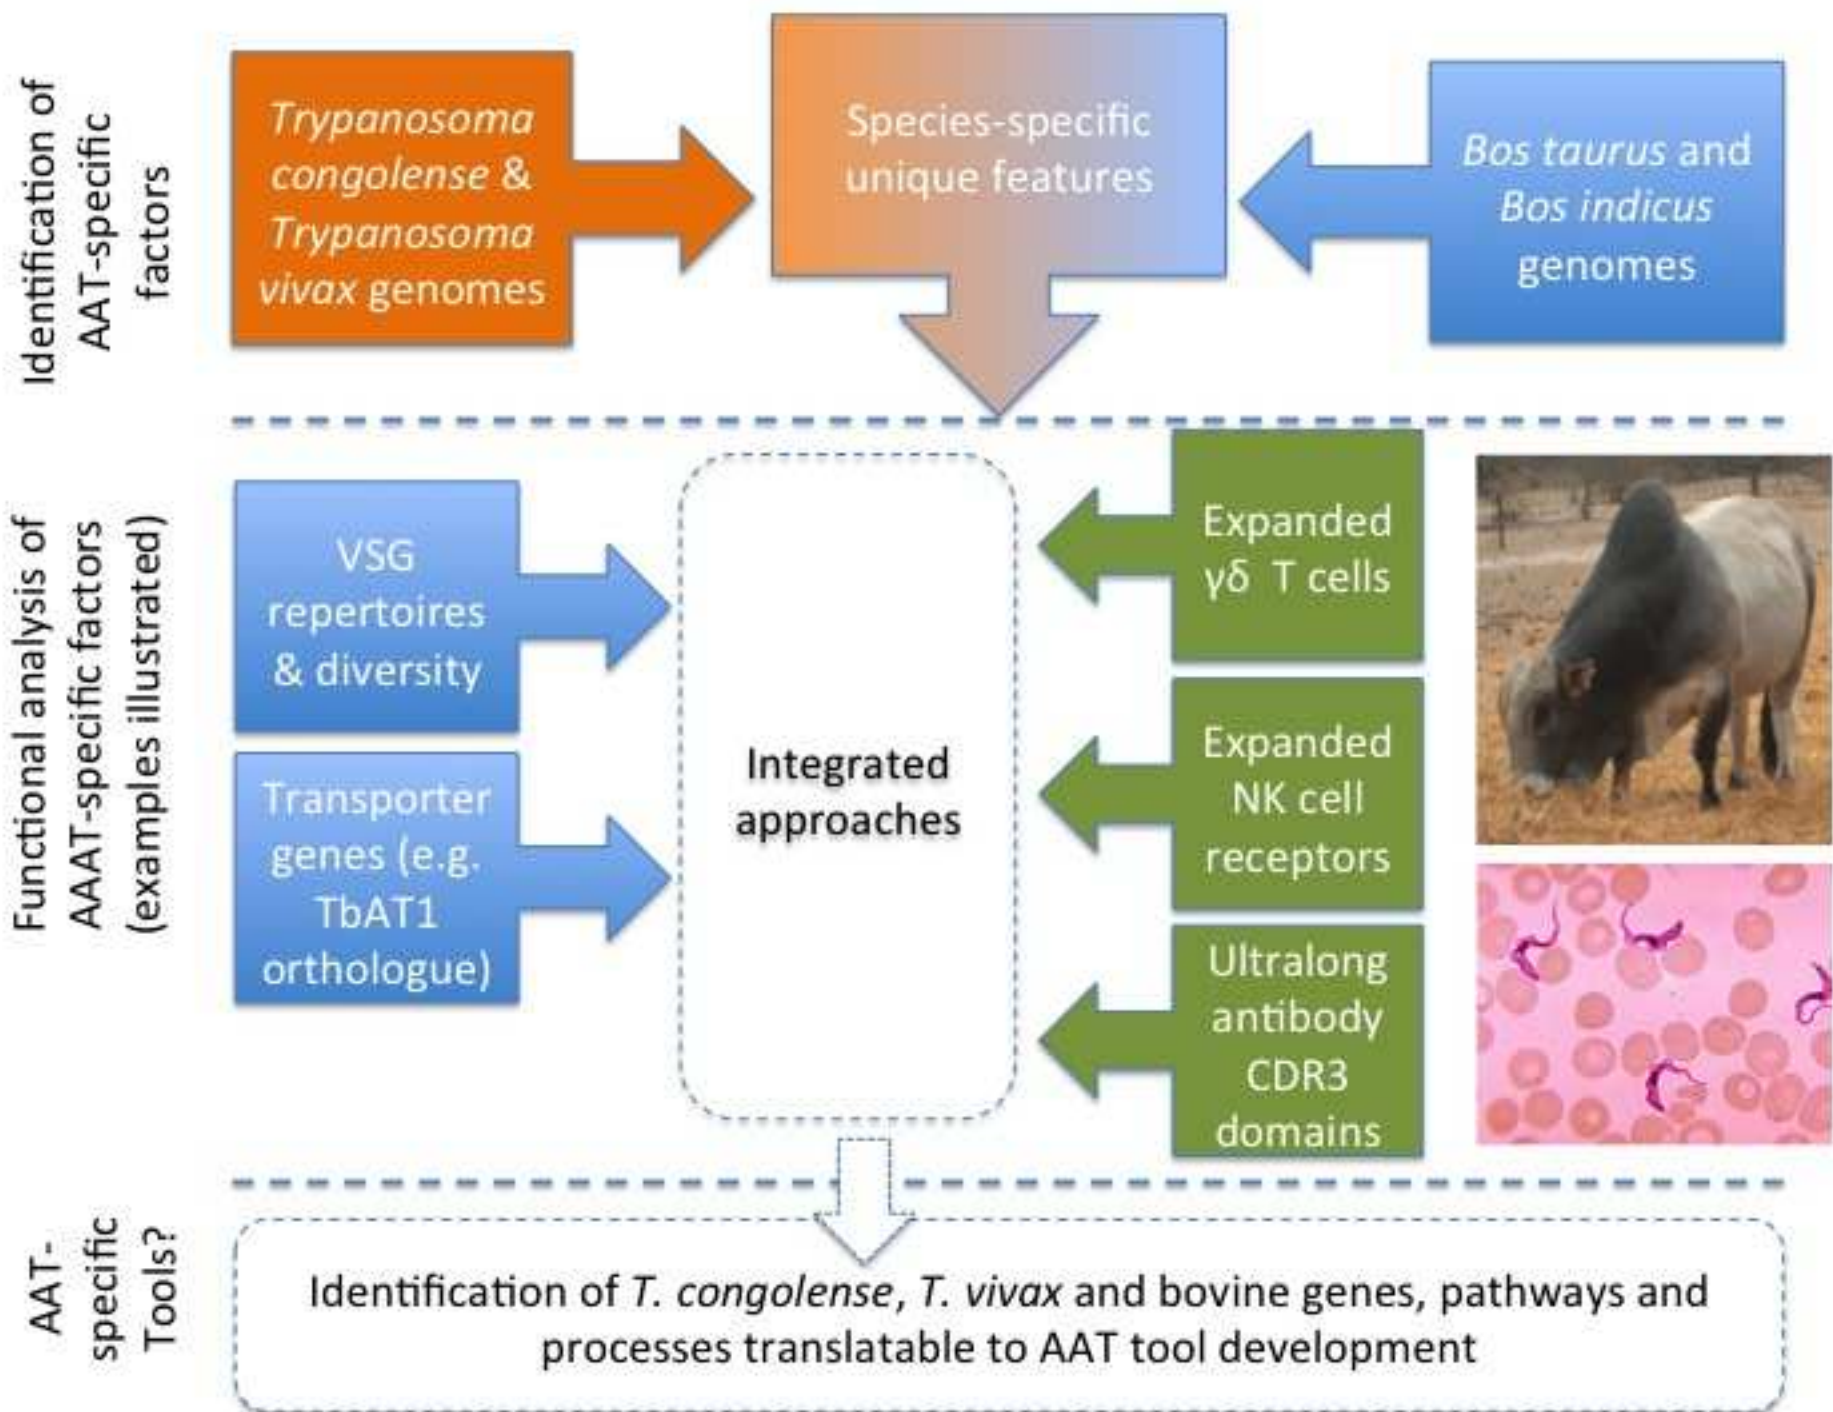 Identification of
AAT-specific
factors
Trypanosoma
congolense &
Trypanosoma
vivax genomes
Species-specific
unique features
Bos taurus and
Bos indicus
genomes
Functional analysis of
AAAT-specific factors
(examples illustrated)
VSG
repertoires
& diversity
Transporter
genes (e.g.
TbAT1
orthologue)
Integrated
approaches
Expanded
γδ T cells
Expanded
NK cell
receptors
Ultralong
antibody
CDR3
domains
AAT-
specific
Tools?
Identification of T. congolense, T. vivax and bovine genes, pathways and
processes translatable to AAT tool development